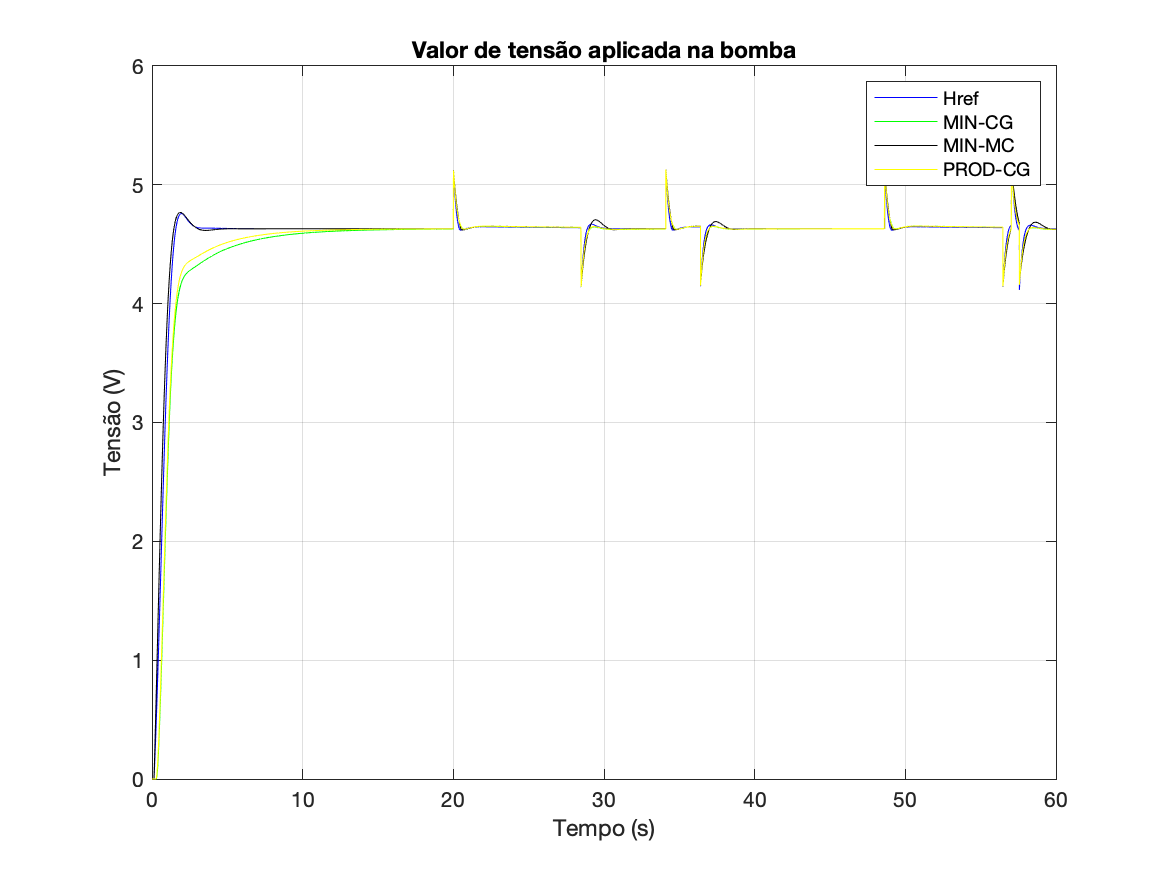 Valor de tensão aplicada na bomba
6
5
4
3
2
1
0
Tensão (V)
Href
MIN-CG
MIN-MC
PROD-CG
0 10 20 30 40 50 60
Tempo (s)